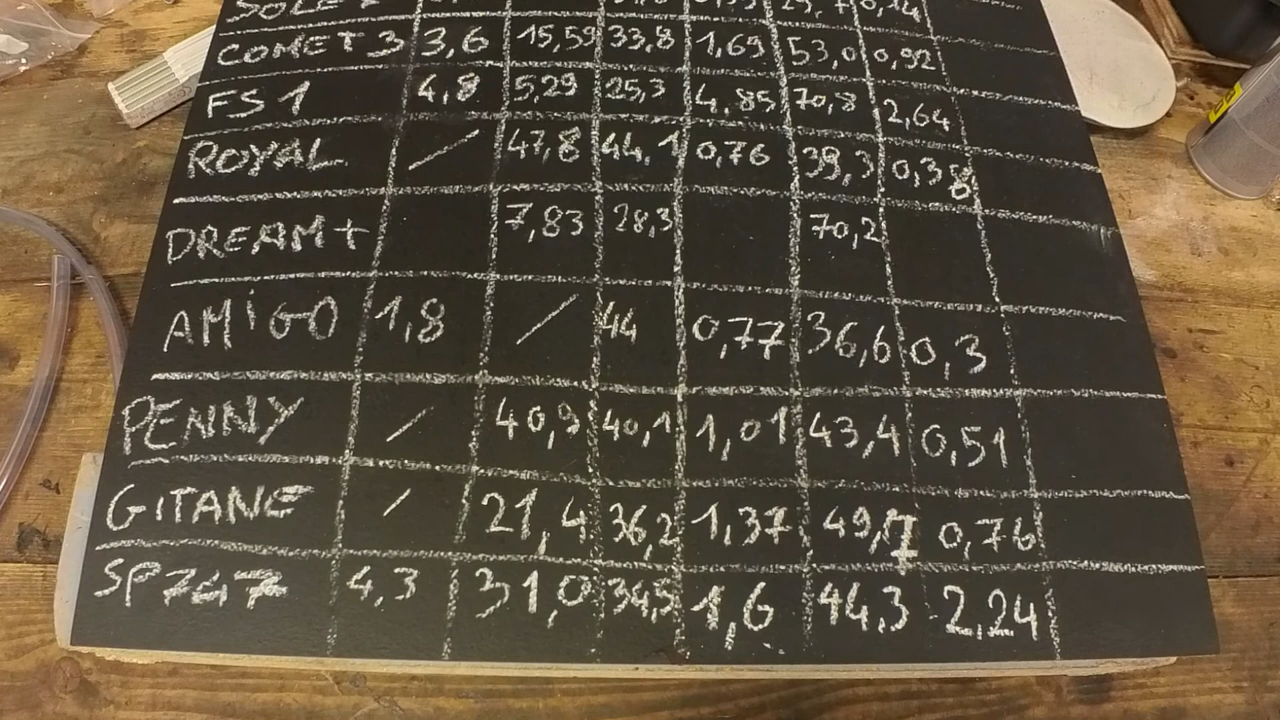 COMET 3 3,6 15,59 33,8 1,69 53,0 0,92
FS1 4,8 5,29 25,3 4,85 70,8 2,64
ROYAL / 47,8 44,1 0,76 39,3 0,38
DREAM+ 7,83 28,3 70,2
AMiGO 1,8 / 44 0,77 36,6 0,3
PENNY / 40,9 40,1 1,01 43,4 0,51
GITANE / 21,4 36,2 1,37 49,7 0,76
SP747 4,3 31,0 34,5 1,6 44,3 2,24